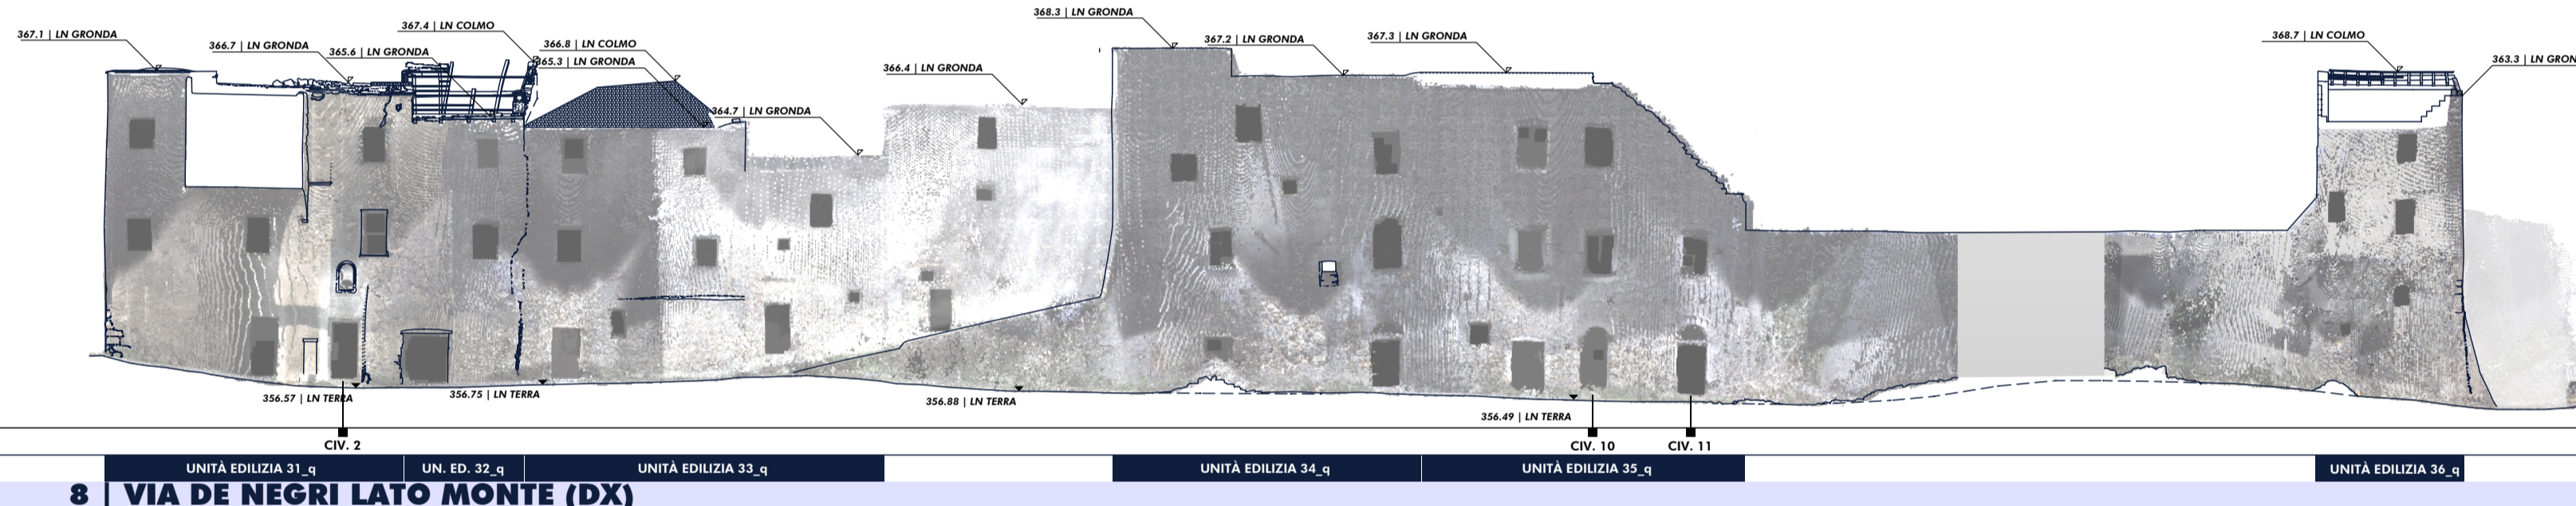 368.3 | LN GRONDA
367.4 | LN COLMO
367.1 | LN GRONDA
368.7 | LN COLMO
367.3 | LN GRONDA
367.2 | LN GRONDA
366.7 | LN GRONDA
366.8 | LN COLMO
365.6 | LN GRONDA
365.3 | LN GRONDA
363.3 | LN GRON
366.4 | LN GRONDA
364.7 | LN GRONDA
356.57 | LN TERRA
356.75 | LN TERRA
356.88 | LN TERRA
356.49 | LN TERRA
CIV. 2
CIV. 10
CIV. 11
UNITÀ EDILIZIA 31_q
UN. ED. 32_q
UNITÀ EDILIZIA 33_q
UNITÀ EDILIZIA 34_q
UNITÀ EDILIZIA 35_q
UNITÀ EDILIZIA 36_q
8 | VIA DE NEGRI LATO MONTE (DX)